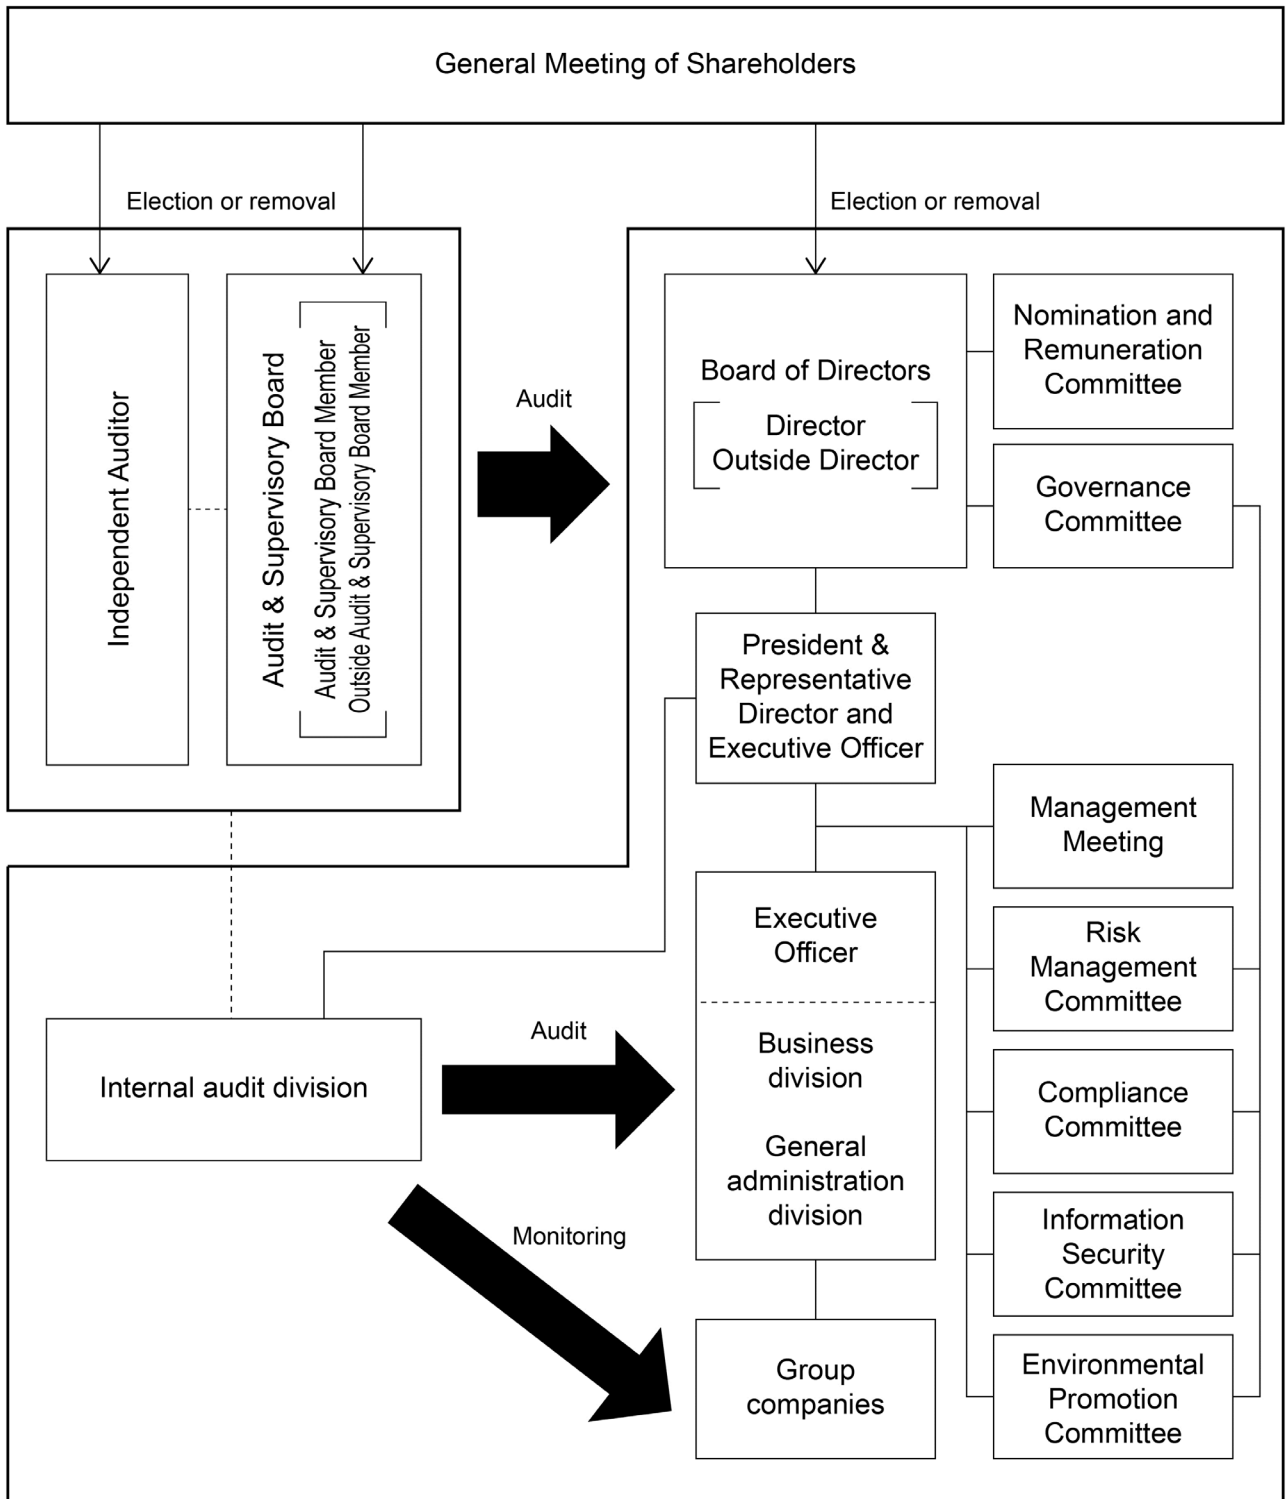 General Meeting of Shareholders
Election or removal
Election or removal
Independent Auditor
Audit & Supervisory Board
Audit & Supervisory Board Member
Outside Audit & Supervisory Board Member
Audit
Board of Directors
Director
Outside Director
Nomination and
Remuneration
Committee
Governance
Committee
President &
Representative
Director and
Executive Officer
Management
Meeting
Executive
Officer
Risk
Management
Committee
Internal audit division
Audit
Business
division
General
administration
division
Compliance
Committee
Monitoring
Information
Security
Committee
Group
companies
Environmental
Promotion
Committee